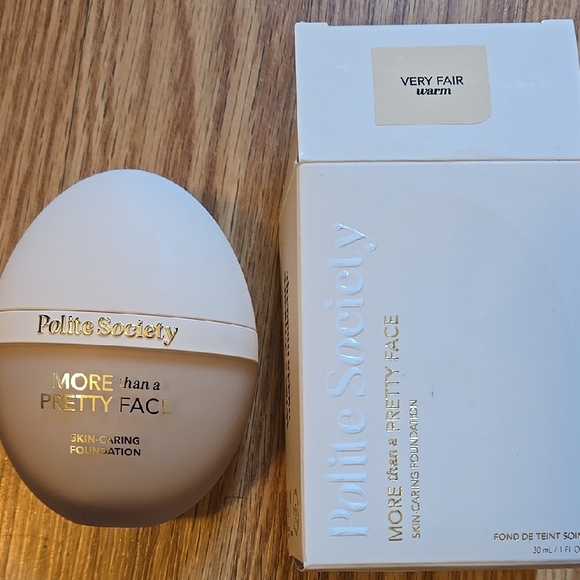 Polite Society
MORE than a
PRETTY FACE
SKIN-CARING
FOUNDATION
VERY FAIR
warm
Polite Society
MORE than a PRETTY FACE
SKIN-CARING FOUNDATION
FOND DE TEINT SOIN
30 mL / 1 FL O